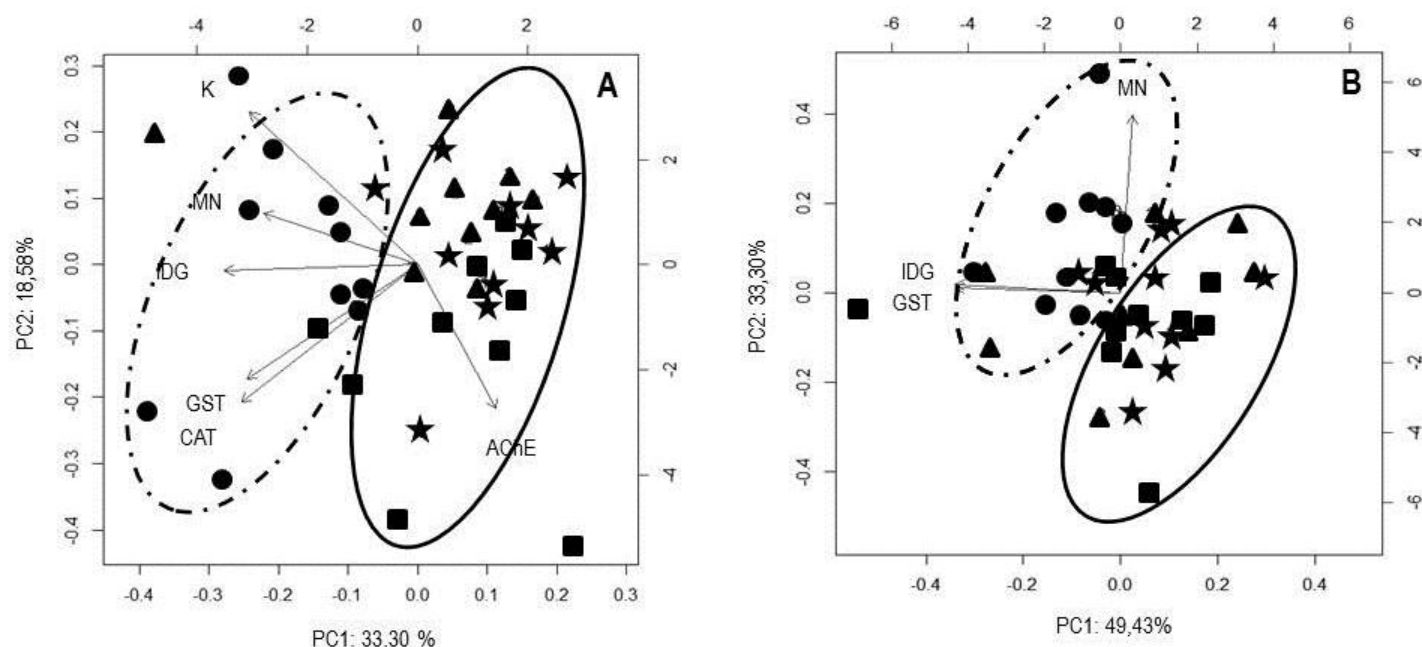 -4 -2 0 2
A
K
MN
IDG
GST
CAT
AChE
0.3
0.2
0.1
0.0
-0.1
-0.2
-0.3
-0.4
2
0
-2
-4
PC2: 18,58%
-0.4 -0.3 -0.2 -0.1 0.0 0.1 0.2 0.3
PC1: 33.30 %
-6 -4 -2 0 2 4 6
B
MN
IDG
GST
0.4
0.2
0.0
-0.2
-0.4
6
4
2
0
-2
-4
-6
PC2: 33,30%
-0.4 -0.2 0.0 0.2 0.4
PC1: 49,43%